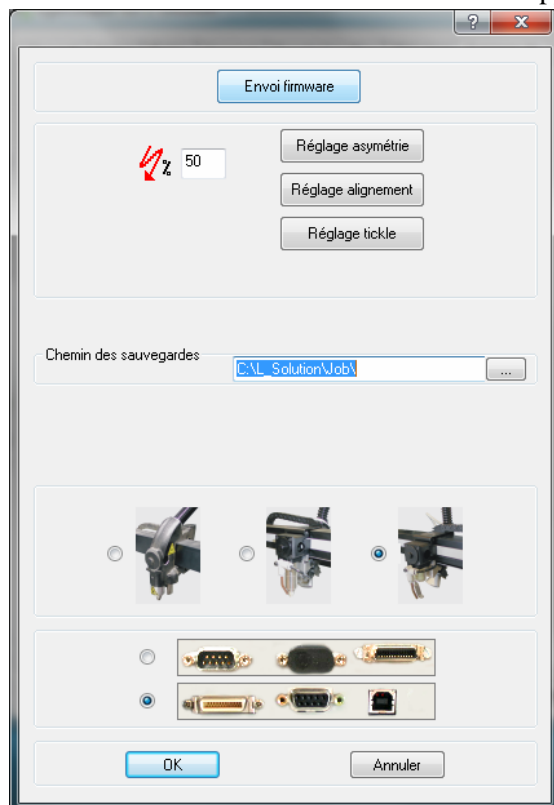 p
?
Envoi firmware
% 50
Réglage asymétrie
Réglage alignement
Réglage tickle
Chemin des sauvegardes
C:\L_Solution\Job\
...
OK
Annuler